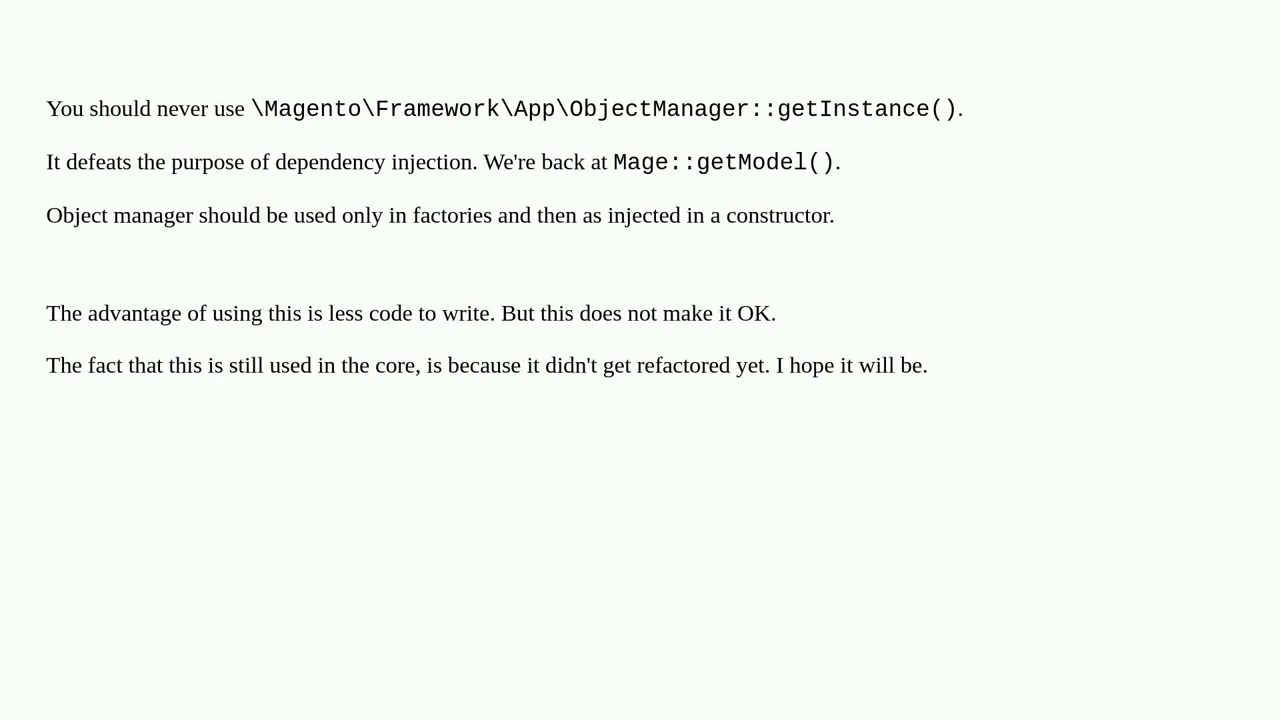 You should never use \Magento\Framework\App\ObjectManager::getInstance().
It defeats the purpose of dependency injection. We're back at Mage::getModel().
Object manager should be used only in factories and then as injected in a constructor.
The advantage of using this is less code to write. But this does not make it OK.
The fact that this is still used in the core, is because it didn't get refactored yet. I hope it will be.